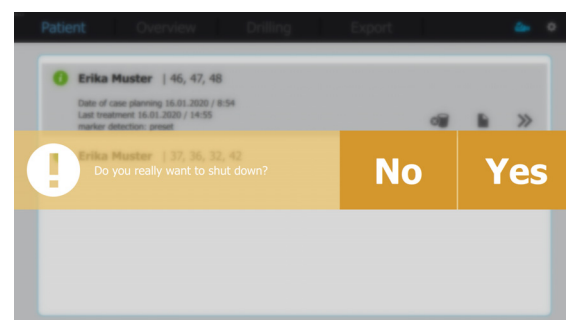 Patient Overview Drilling Export
Erika Muster | 46, 47, 48
Date of case planning 16.01.2020 / 8:54
Last treatment 16.01.2020 / 14:55
marker detection: preset
Erika Muster | 37, 36, 32, 42
Do you really want to shut down?
No Yes